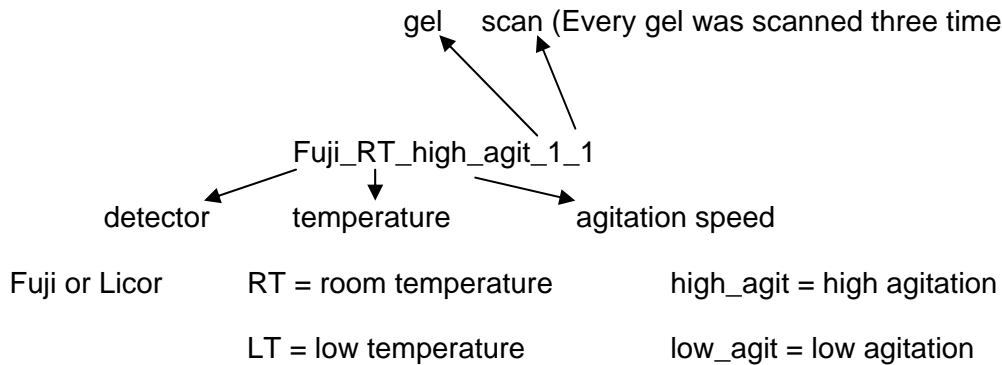 gel scan (Every gel was scanned three time
Fuji_RT_high_agit_1_1
detector temperature agitation speed
Fuji or Licor RT = room temperature high_agit = high agitation
LT = low temperature low_agit = low agitation